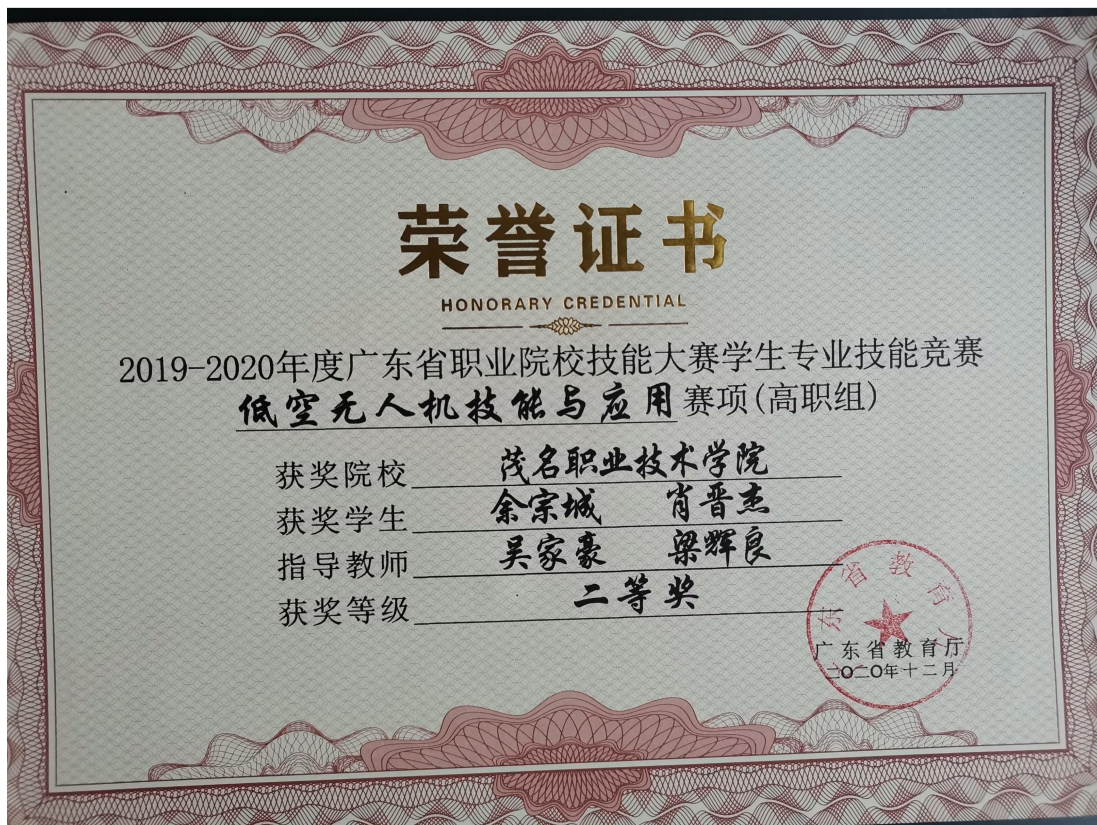 荣誉证书
HONORARY CREDENTIAL
2019-2020年度广东省职业院校技能大赛学生专业技能竞赛
低空无人机技能与应用赛项(高职组)
获奖院校 茂名职业技术学院
获奖学生 余宗城 肖晋杰
指导教师 吴家豪 梁辉良
获奖等级 二等奖
广东省教育厅
二〇二〇年十二月